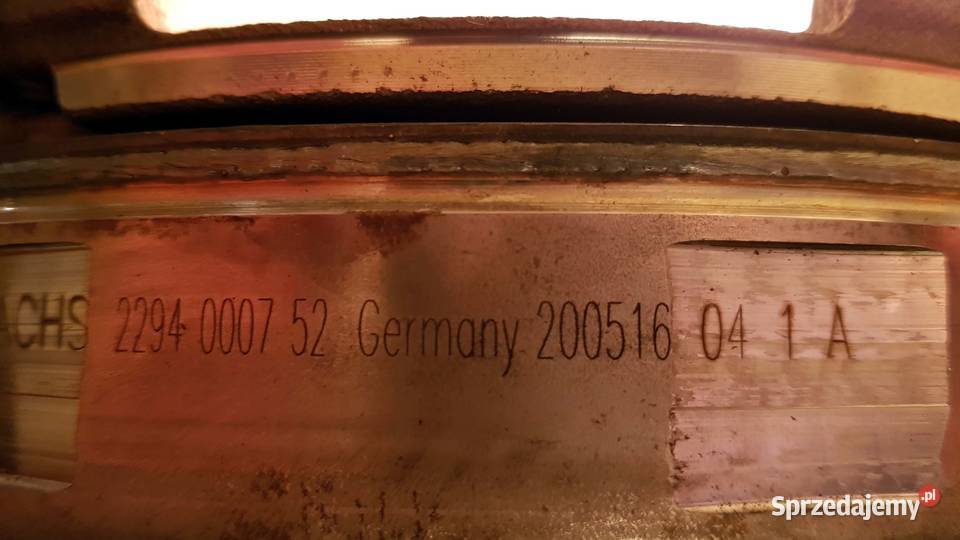 ACHS 2294 0007 52 Germany 200516 04 1 A
Sprzedajemy.pl